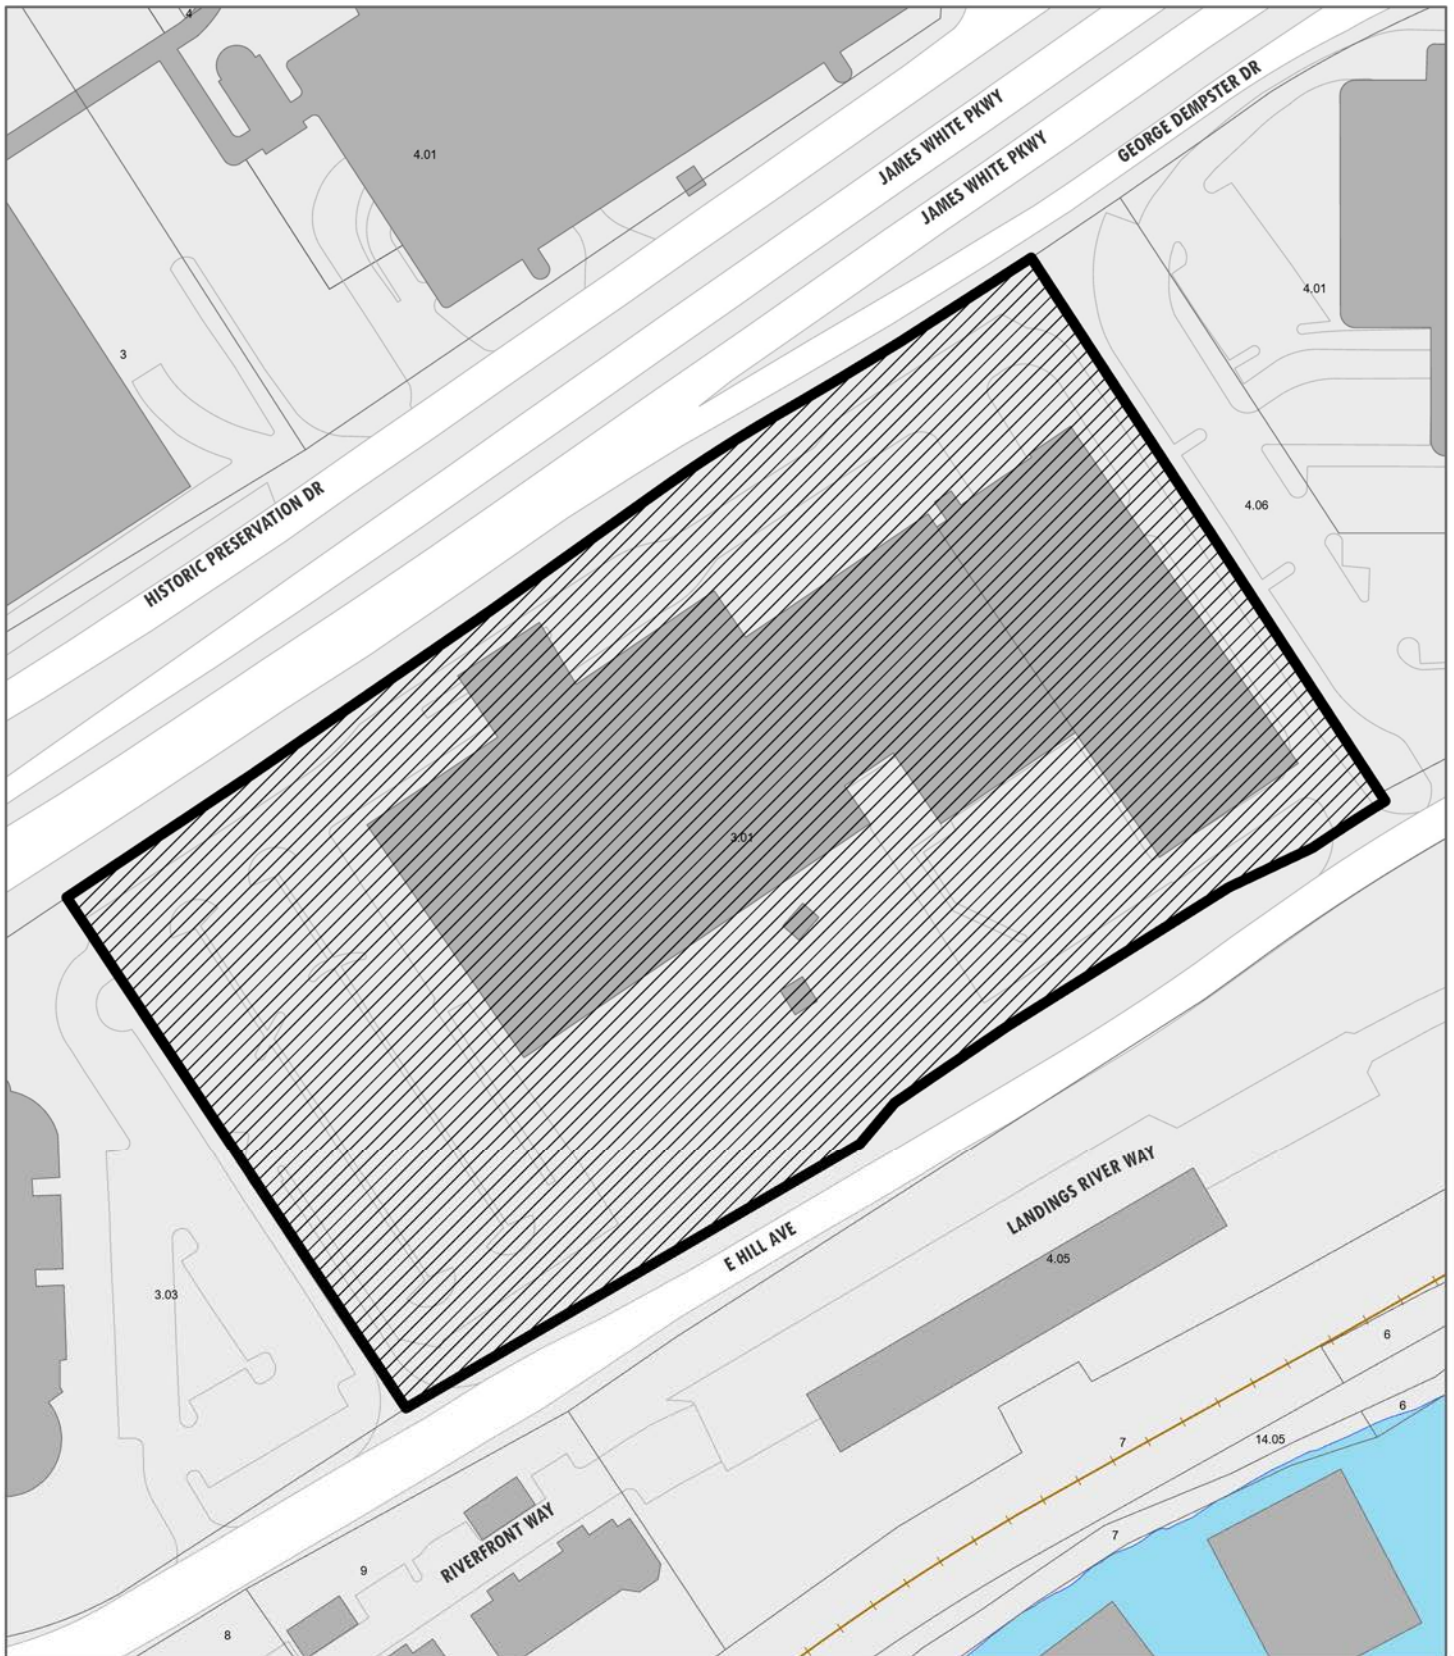 4
JAMES WHITE PKWY
GEORGE DEMPSTER DR
4.01
JAMES WHITE PKWY
4.01
3
4.06
HISTORIC PRESERVATION DR
3.01
LANDINGS RIVER WAY
E HILL AVE
4.05
3.03
6
6
7
14.05
7
RIVERFRONT WAY
9
8